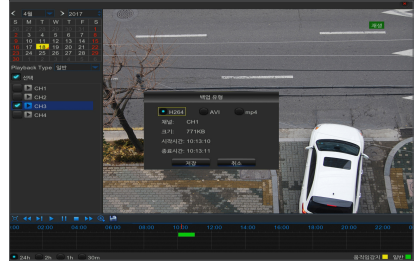 < 4월 > 2017
S M T W T F S
2 3 4 5 6 7 8
9 10 11 12 13 14 15
16 17 18 19 20 21 22
23 24 25 26 27 28 29
30
재생
Playback Type 일반
선택
CH1
CH2
CH3
CH4
백업 유형
H264 AVI mp4
채널: CH1
크기: 771KB
시작시간: 10:13:10
종료시간: 10:13:11
저장 취소
02:00 04:00 06:00 08:00 10:00 12:00 14:00 16:00 18:00 20:00 22:00
24h 2h 1h 30m
움직임감지 일반